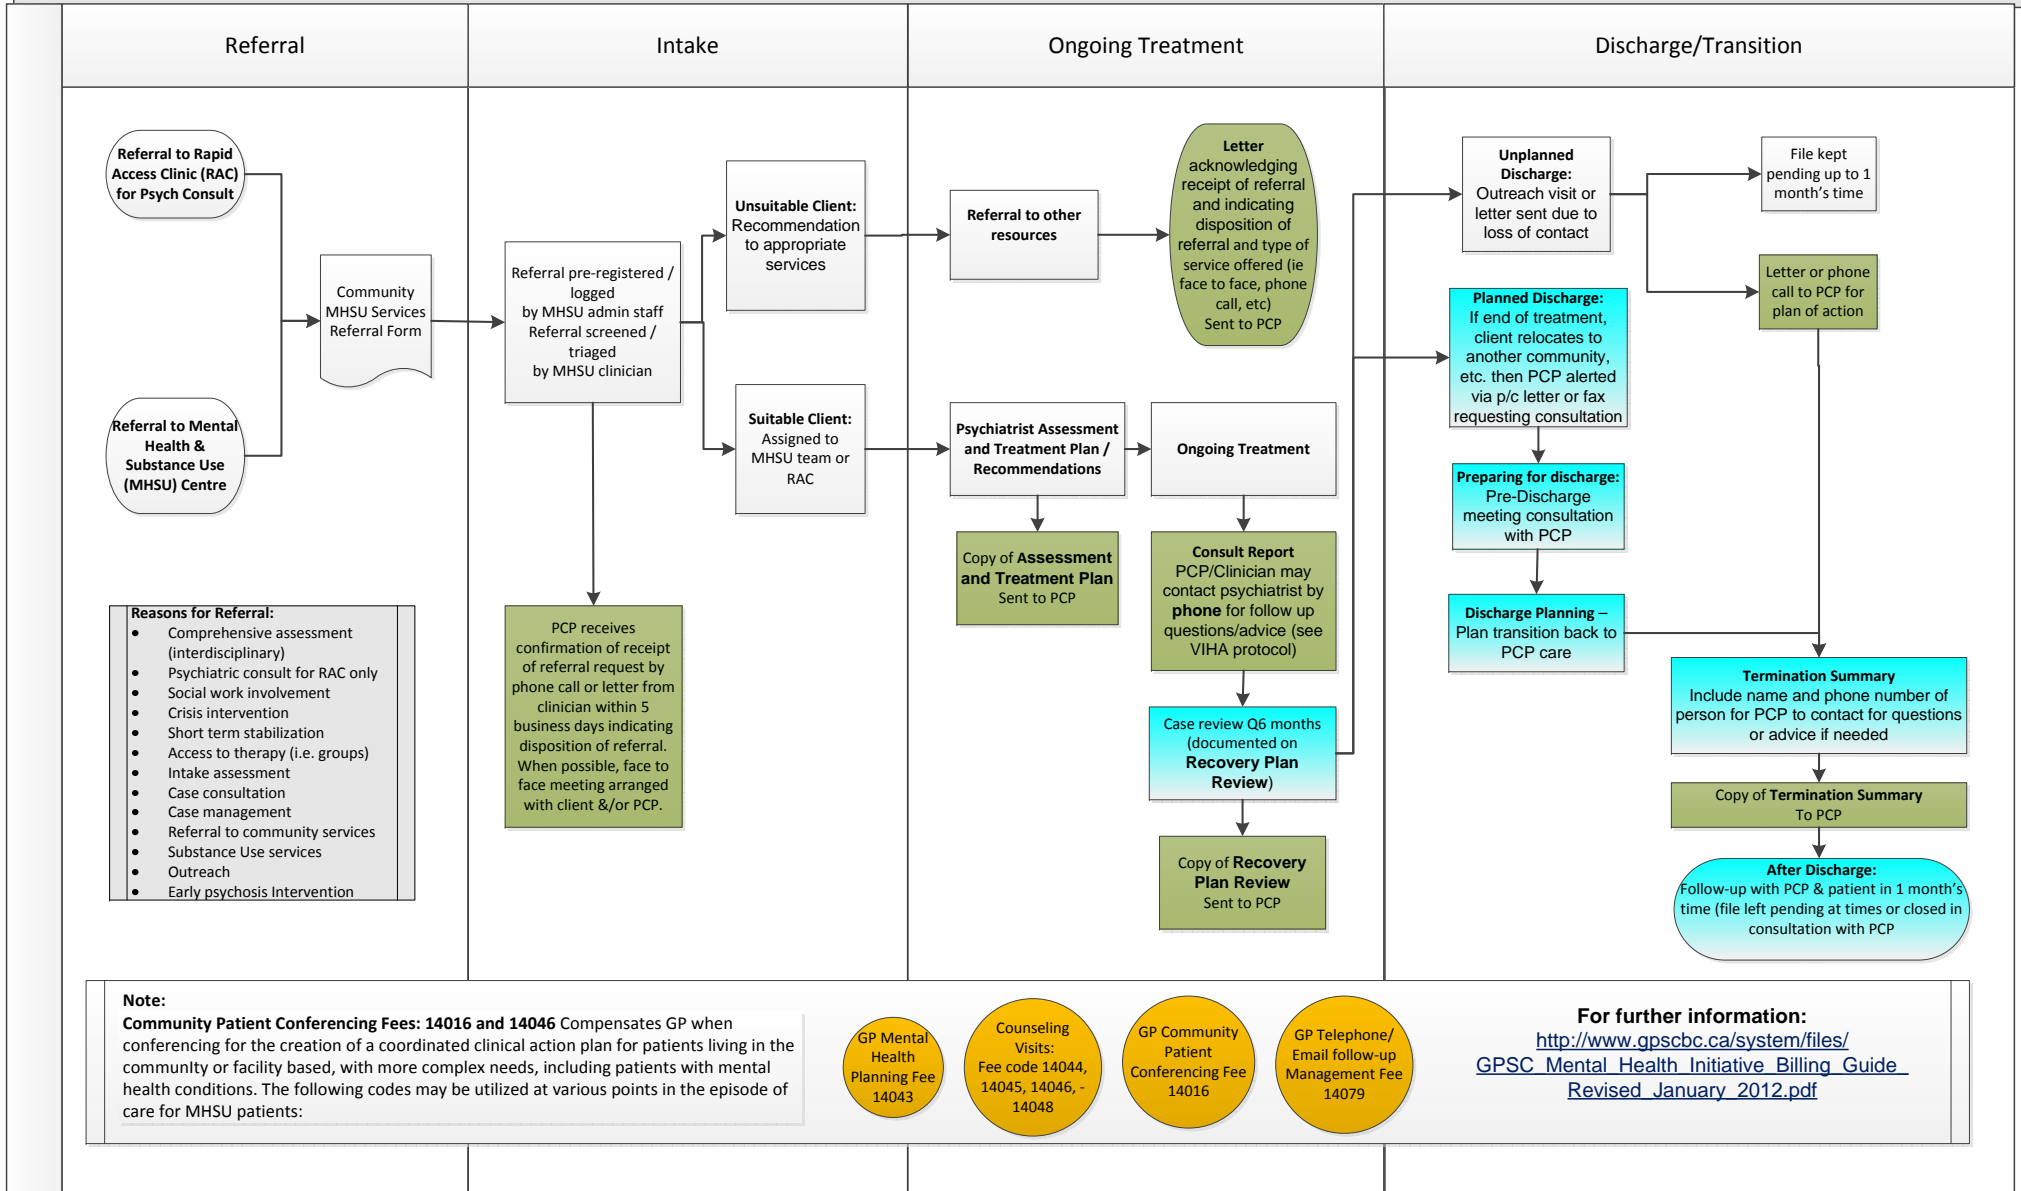 Referral
Intake
Ongoing Treatment
Discharge/Transition
Referral to Rapid
Access Clinic (RAC)
for Psych Consult
Referral to Mental
Health &
Substance Use
(MHSU) Centre
Community
MHSU Services
Referral Form
Reasons for Referral:
• Comprehensive assessment
(interdisciplinary)
• Psychiatric consult for RAC only
• Social work involvement
• Crisis intervention
• Short term stabilization
• Access to therapy (i.e. groups)
• Intake assessment
• Case consultation
• Case management
• Referral to community services
• Substance Use services
• Outreach
• Early psychosis Intervention
Referral pre-registered /
logged
by MHSU admin staff
Referral screened /
triaged
by MHSU clinician
Unsuitable Client:
Recommendation
to appropriate
services
Suitable Client:
Assigned to
MHSU team or
RAC
PCP receives
confirmation of receipt
of referral request by
phone call or letter from
clinician within 5
business days indicating
disposition of referral.
When possible, face to
face meeting arranged
with client &/or PCP.
Referral to other
resources
Letter
acknowledging
receipt of referral
and indicating
disposition of
referral and type of
service offered (ie
face to face, phone
call, etc)
Sent to PCP
Psychiatrist Assessment
and Treatment Plan /
Recommendations
Ongoing Treatment
Copy of Assessment
and Treatment Plan
Sent to PCP
Consult Report
PCP/Clinician may
contact psychiatrist by
phone for follow up
questions/advice (see
VIHA protocol)
Case review Q6 months
(documented on
Recovery Plan
Review)
Copy of Recovery
Plan Review
Sent to PCP
Unplanned
Discharge:
Outreach visit or
letter sent due to
loss of contact
File kept
pending up to 1
month's time
Letter or phone
call to PCP for
plan of action
Planned Discharge:
If end of treatment,
client relocates to
another community,
etc. then PCP alerted
via p/c letter or fax
requesting consultation
Preparing for discharge:
Pre-Discharge
meeting consultation
with PCP
Discharge Planning –
Plan transition back to
PCP care
Termination Summary
Include name and phone number of
person for PCP to contact for questions
or advice if needed
Copy of Termination Summary
To PCP
After Discharge:
Follow-up with PCP & patient in 1 month's
time (file left pending at times or closed in
consultation with PCP
Note:
Community Patient Conferencing Fees: 14016 and 14046 Compensates GP when
conferencing for the creation of a coordinated clinical action plan for patients living in the
communIty or facility based, with more complex needs, including patients with mental
health conditions. The following codes may be utilized at various points in the episode of
care for MHSU patients:
GP Mental
Health
Planning Fee
14043
Counseling
Visits:
Fee code 14044,
14045, 14046, -
14048
GP Community
Patient
Conferencing Fee
14016
GP Telephone/
Email follow-up
Management Fee
14079
For further information:
http://www.gpscbc.ca/system/files/
GPSC_Mental_Health_Initiative_Billing_Guide_
Revised_January_2012.pdf